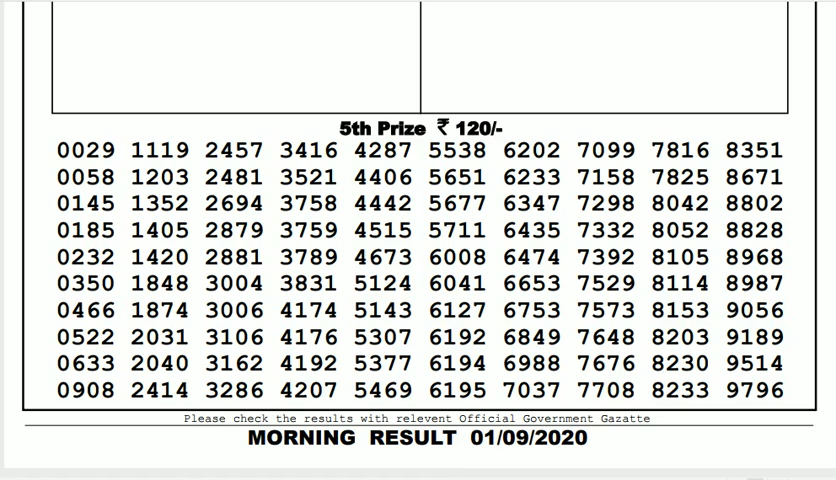 5th Prize ₹ 120/-
0029 1119 2457 3416 4287 5538 6202 7099 7816 8351
0058 1203 2481 3521 4406 5651 6233 7158 7825 8671
0145 1352 2694 3758 4442 5677 6347 7298 8042 8802
0185 1405 2879 3759 4515 5711 6435 7332 8052 8828
0232 1420 2881 3789 4673 6008 6474 7392 8105 8968
0350 1848 3004 3831 5124 6041 6653 7529 8114 8987
0466 1874 3006 4174 5143 6127 6753 7573 8153 9056
0522 2031 3106 4176 5307 6192 6849 7648 8203 9189
0633 2040 3162 4192 5377 6194 6988 7676 8230 9514
0908 2414 3286 4207 5469 6195 7037 7708 8233 9796
Please check the results with relevent Official Government Gazatte
MORNING RESULT 01/09/2020